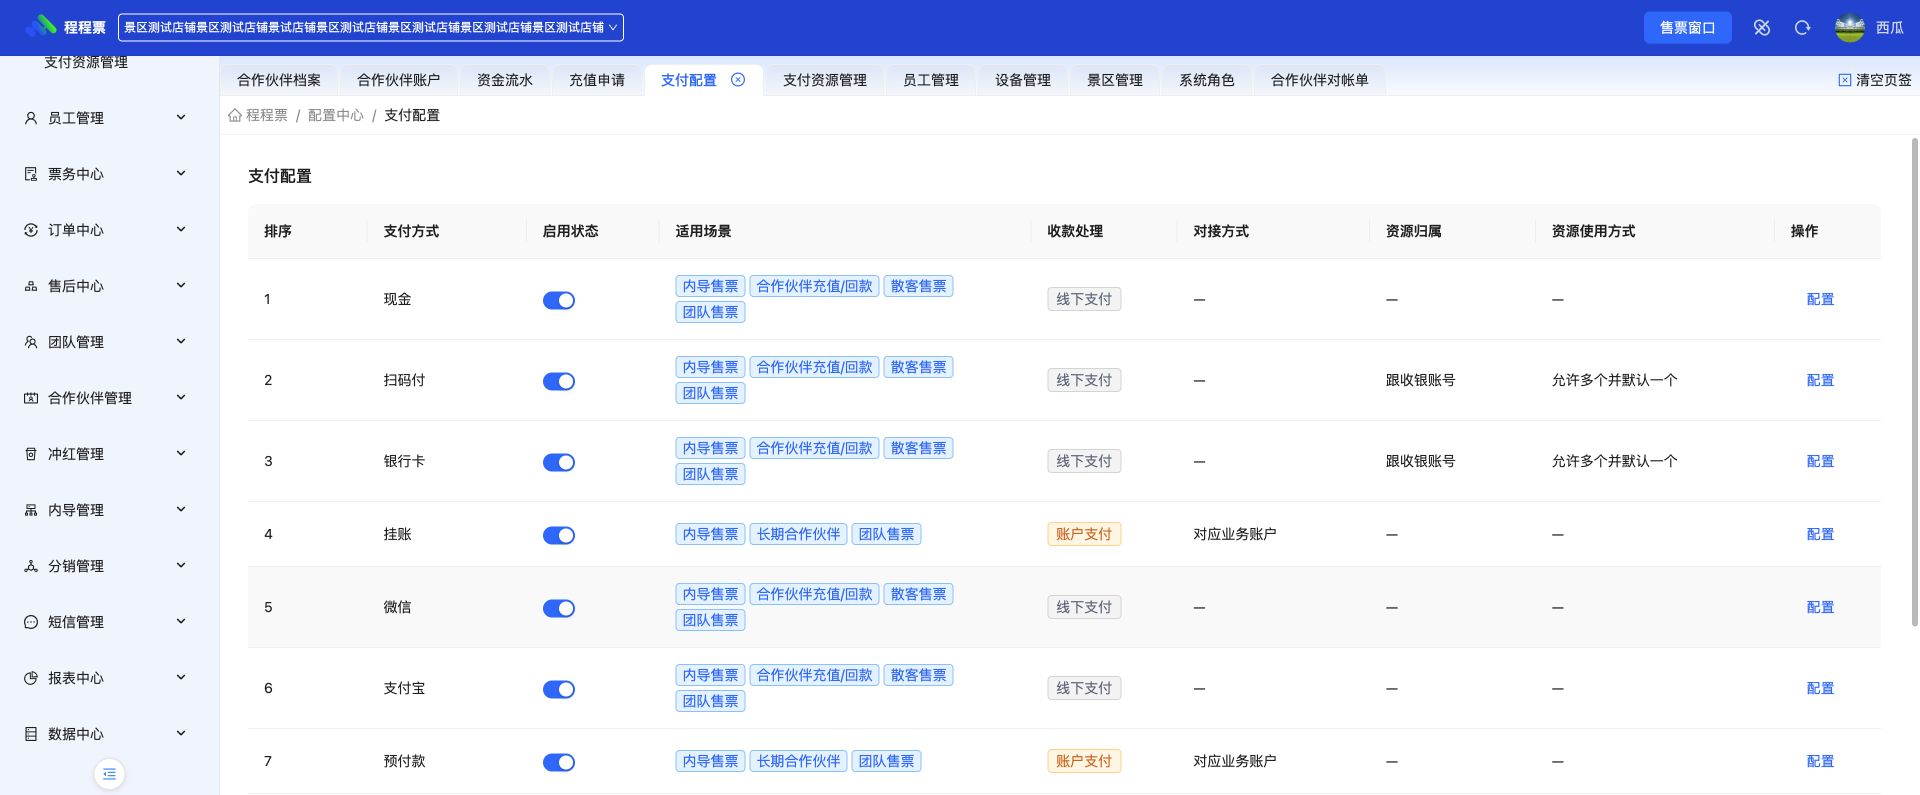 程程票
景区测试店铺景区测试店铺景试店铺景区测试店铺景区测试店铺景区测试店铺景区测试店铺
售票窗口
西瓜
支付资源管理
员工管理
票务中心
订单中心
售后中心
团队管理
合作伙伴管理
冲红管理
内导管理
分销管理
短信管理
报表中心
数据中心
合作伙伴档案 合作伙伴账户 资金流水 充值申请 支付配置 支付资源管理 员工管理 设备管理 景区管理 系统角色 合作伙伴对帐单 清空页签
程程票 / 配置中心 / 支付配置
支付配置
排序 支付方式 启用状态 适用场景 收款处理 对接方式 资源归属 资源使用方式 操作
1 现金 内导售票 合作伙伴充值/回款 散客售票 团队售票 线下支付 — — — 配置
2 扫码付 内导售票 合作伙伴充值/回款 散客售票 团队售票 线下支付 — 跟收银账号 允许多个并默认一个 配置
3 银行卡 内导售票 合作伙伴充值/回款 散客售票 团队售票 线下支付 — 跟收银账号 允许多个并默认一个 配置
4 挂账 内导售票 长期合作伙伴 团队售票 账户支付 对应业务账户 — — 配置
5 微信 内导售票 合作伙伴充值/回款 散客售票 团队售票 线下支付 — — — 配置
6 支付宝 内导售票 合作伙伴充值/回款 散客售票 团队售票 线下支付 — — — 配置
7 预付款 内导售票 长期合作伙伴 团队售票 账户支付 对应业务账户 — — 配置